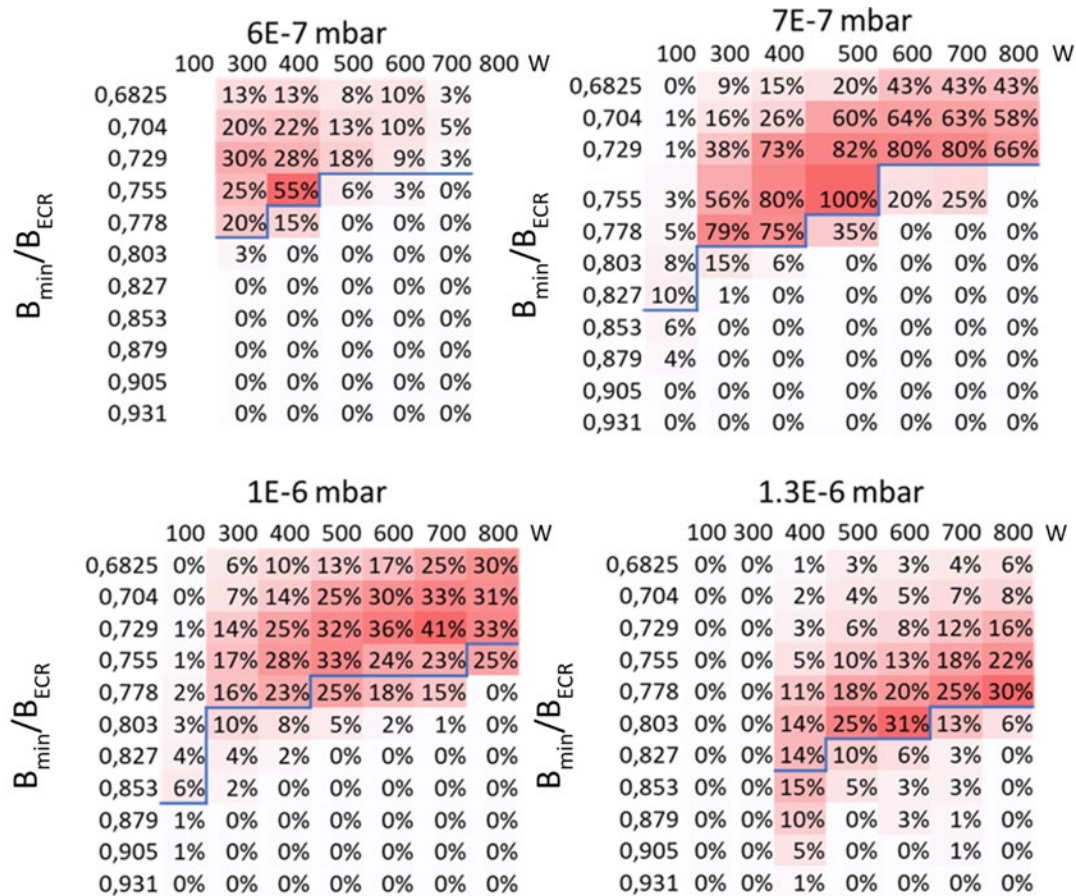 6E-7 mbar
100 300 400 500 600 700 800 W
0,6825 13% 13% 8% 10% 3%
0,704 20% 22% 13% 10% 5%
0,729 30% 28% 18% 9% 3%
0,755 25% 55% 6% 3% 0%
0,778 20% 15% 0% 0% 0%
0,803 3% 0% 0% 0% 0%
0,827 0% 0% 0% 0% 0%
0,853 0% 0% 0% 0% 0%
0,879 0% 0% 0% 0% 0%
0,905 0% 0% 0% 0% 0%
0,931 0% 0% 0% 0% 0%
Bmin/BECR
7E-7 mbar
100 300 400 500 600 700 800 W
0,6825 0% 9% 15% 20% 43% 43% 43%
0,704 1% 16% 26% 60% 64% 63% 58%
0,729 1% 38% 73% 82% 80% 80% 66%
0,755 3% 56% 80% 100% 20% 25% 0%
0,778 5% 79% 75% 35% 0% 0% 0%
0,803 8% 15% 6% 0% 0% 0% 0%
0,827 10% 1% 0% 0% 0% 0% 0%
0,853 6% 0% 0% 0% 0% 0% 0%
0,879 4% 0% 0% 0% 0% 0% 0%
0,905 0% 0% 0% 0% 0% 0% 0%
0,931 0% 0% 0% 0% 0% 0% 0%
Bmin/BECR
1E-6 mbar
100 300 400 500 600 700 800 W
0,6825 0% 6% 10% 13% 17% 25% 30%
0,704 0% 7% 14% 25% 30% 33% 31%
0,729 1% 14% 25% 32% 36% 41% 33%
0,755 1% 17% 28% 33% 24% 23% 25%
0,778 2% 16% 23% 25% 18% 15% 0%
0,803 3% 10% 8% 5% 2% 1% 0%
0,827 4% 4% 2% 0% 0% 0% 0%
0,853 6% 2% 0% 0% 0% 0% 0%
0,879 1% 0% 0% 0% 0% 0% 0%
0,905 1% 0% 0% 0% 0% 0% 0%
0,931 0% 0% 0% 0% 0% 0% 0%
Bmin/BECR
1.3E-6 mbar
100 300 400 500 600 700 800 W
0,6825 0% 0% 1% 3% 3% 4% 6%
0,704 0% 0% 2% 4% 5% 7% 8%
0,729 0% 0% 3% 6% 8% 12% 16%
0,755 0% 0% 5% 10% 13% 18% 22%
0,778 0% 0% 11% 18% 20% 25% 30%
0,803 0% 0% 14% 25% 31% 13% 6%
0,827 0% 0% 14% 10% 6% 3% 0%
0,853 0% 0% 15% 5% 3% 3% 0%
0,879 0% 0% 10% 0% 3% 1% 0%
0,905 0% 0% 5% 0% 0% 1% 0%
0,931 0% 0% 1% 0% 0% 0% 0%
Bmin/BECR